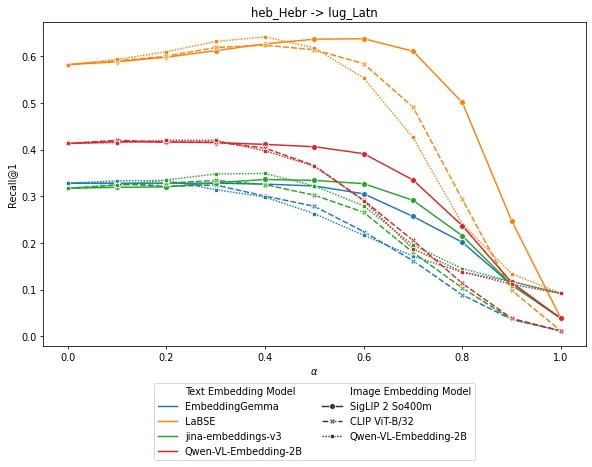 heb_Hebr -> lug_Latn
Recall@1
0.6
0.5
0.4
0.3
0.2
0.1
0.0
0.0 0.2 0.4 0.6 0.8 1.0
α
Text Embedding Model Image Embedding Model
EmbeddingGemma SigLIP 2 So400m
LaBSE CLIP ViT-B/32
jina-embeddings-v3 Qwen-VL-Embedding-2B
Qwen-VL-Embedding-2B